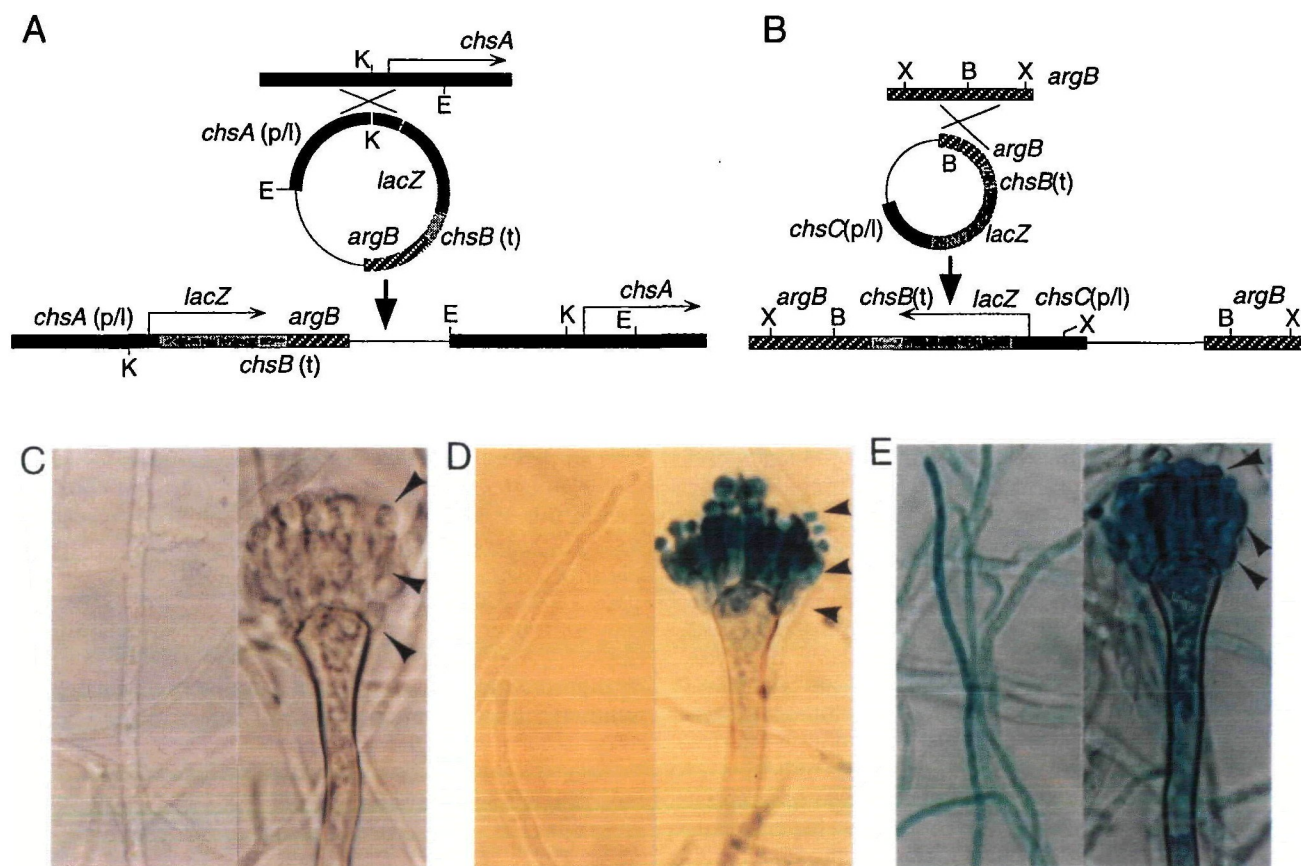 A
chsA
K
E
chsA (p/l)
K
lacZ
E
argB
chsB (t)
chsA (p/l)
lacZ
argB
E
K
chsA
E
K
chsB (t)
B
X
B
X
argB
argB
B
chsB(t)
chsC(p/l)
lacZ
argB
chsB(t)
lacZ
chsC(p/l)
argB
X
B
X
B
X
C
D
E